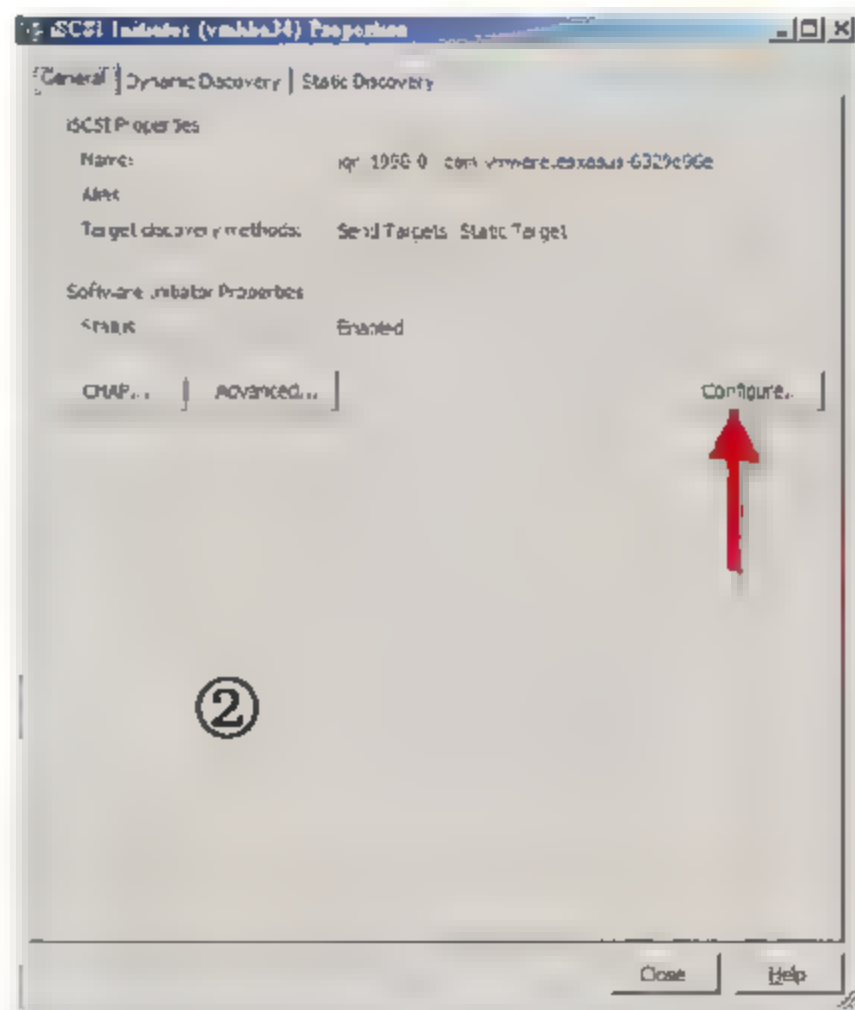 iSCSI Initiator (vmhba34) Properties
General Dynamic Discovery Static Discovery
iSCSI Properties
Name:
Alias:
Target discovery methods: Send Targets Static Target
Software Initiator Properties
Status Enabled
CHAP... Advanced... Configure...
②
Close Help